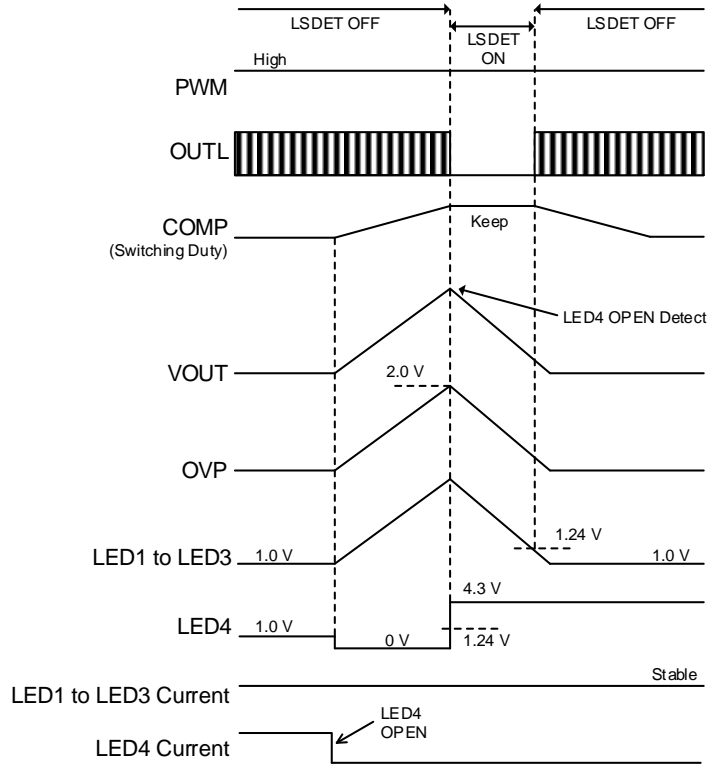 LSDET OFF
LSDET
ON
LSDET OFF
High
PWM
OUTL
COMP
(Switching Duty)
Keep
LED4 OPEN Detect
VOUT
2.0 V
OVP
1.24 V
LED1 to LED3
1.0 V
1.0 V
4.3 V
LED4
1.0 V
0 V
1.24 V
Stable
LED1 to LED3 Current
LED4
OPEN
LED4 Current